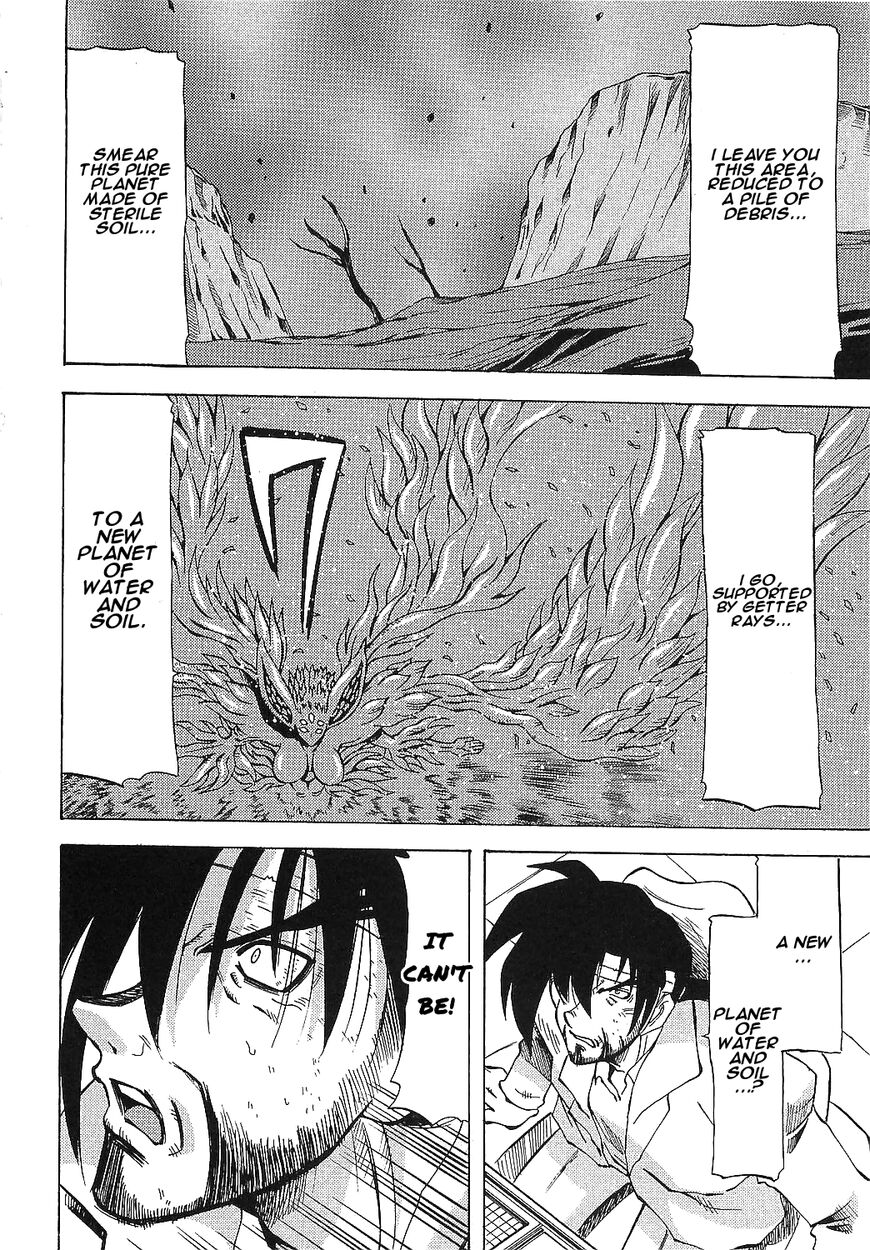 I LEAVE YOU
THIS AREA,
REDUCED TO
A PILE OF
DEBRIS...
SMEAR
THIS PURE
PLANET
MADE OF
STERILE
SOIL...
I GO,
SUPPORTED
BY GETTER
RAYS...
TO A
NEW
PLANET
OF
WATER
AND
SOIL.
A NEW
...
PLANET
OF
WATER
AND
SOIL
...?
IT
CAN'T
BE!